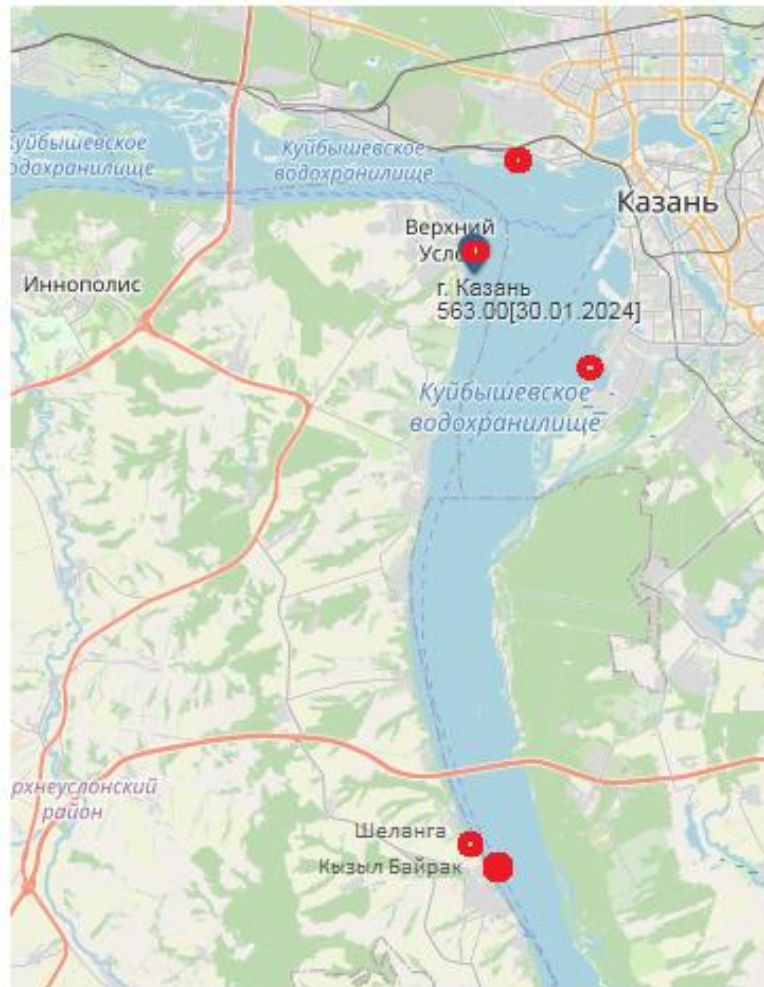 Куйбышевское
водохранилище
Куйбышевское
водохранилище
Казань
Верхний
Усло
Иннополис
г. Казань
563.00[30.01.2024]
Куйбышевское
водохранилище
рхнеуслонский
район
Шеланга
Кызыл Байрак